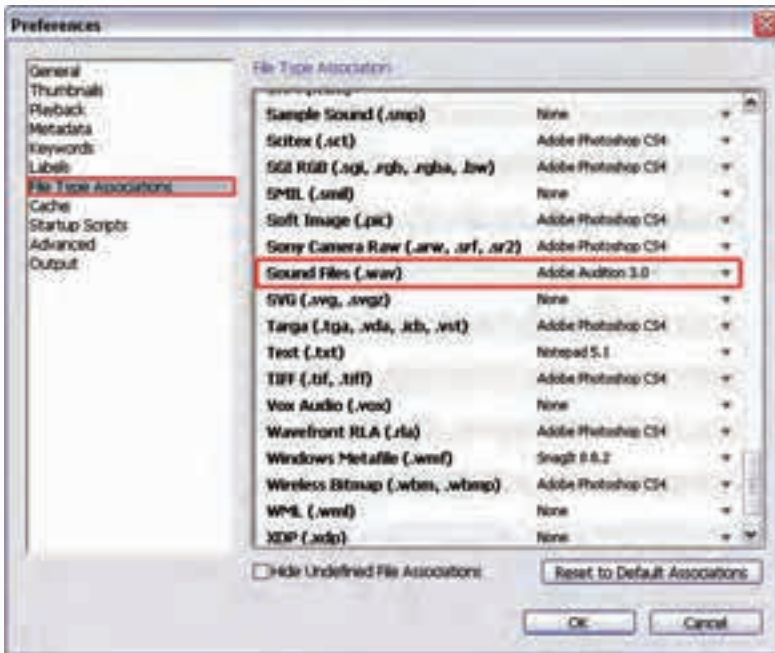 Preferences
General
Thumbnails
Playback
Metadata
Keywords
Labels
File Type Associations
Cache
Startup Scripts
Advanced
Output
File Type Association
Sample Sound (.smp) None
Scitex (.sct) Adobe Photoshop CS4
SGI RGB (.sgi, .rgb, .rgba, .bw) Adobe Photoshop CS4
SMIL (.smil) None
Soft Image (.pic) Adobe Photoshop CS4
Sony Camera Raw (.arw, .srf, .sr2) Adobe Photoshop CS4
Sound Files (.wav) Adobe Audition 3.0
SVG (.svg, .svgz) None
Targa (.tga, .vda, .icb, .vst) Adobe Photoshop CS4
Text (.txt) Notepad 5.1
TIFF (.tif, .tiff) Adobe Photoshop CS4
Vox Audio (.vox) None
Wavefront RLA (.rla) Adobe Photoshop CS4
Windows Metafile (.wmf) SnagIt 8.0.2
Wireless Bitmap (.wbm, .wbmp) Adobe Photoshop CS4
WML (.wml) None
XDP (.xdp) None
Hide Undefined File Associations
Reset to Default Associations
OK Cancel